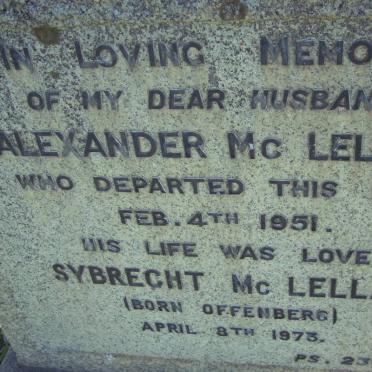 IN LOVING MEMO
OF MY DEAR HUSBAN
ALEXANDER Mc LEL
WHO DEPARTED THIS
FEB. 4TH 1951.
HIS LIFE WAS LOVE
SYBRECHT Mc LELL
(BORN OFFENBERG)
APRIL 8TH 1973.
PS. 23